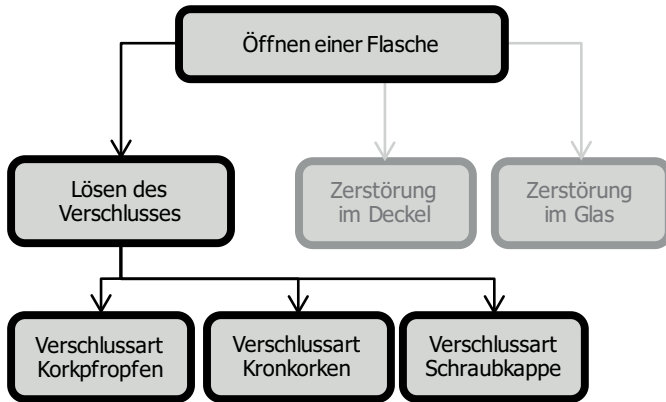 Öffnen einer Flasche
Lösen des
Verschlusses
Zerstörung
im Deckel
Zerstörung
im Glas
Verschlussart
Korkpfropfen
Verschlussart
Kronkorken
Verschlussart
Schraubkappe